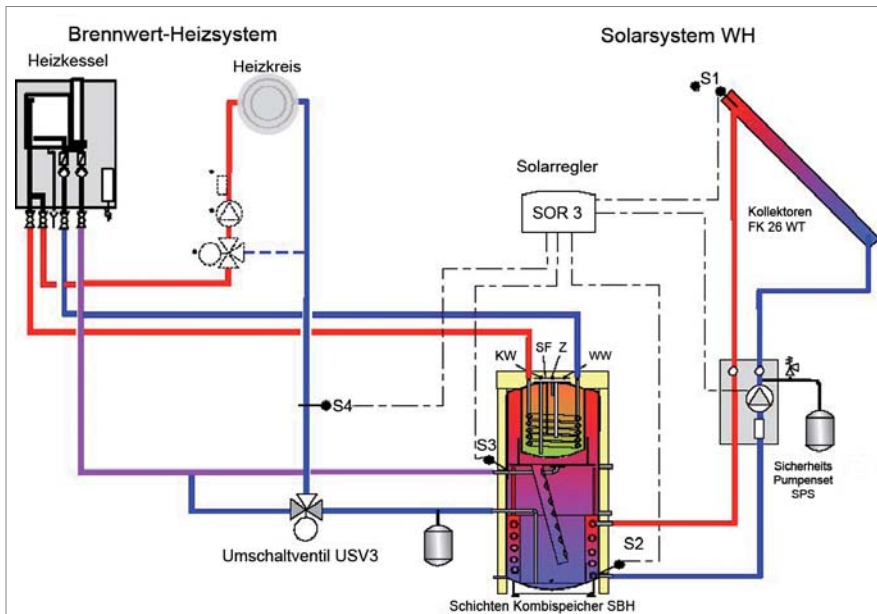 Brennwert-Heizsystem
Solarsystem WH
Heizkessel
Heizkreis
S1
Solarregler
SOR 3
Kollektoren
FK 26 WT
KW
SF
Z
WW
S4
S3
Sicherheits
Pumpenset
SPS
Umschaltventil USV3
S2
Schichten Kombispeicher SBH